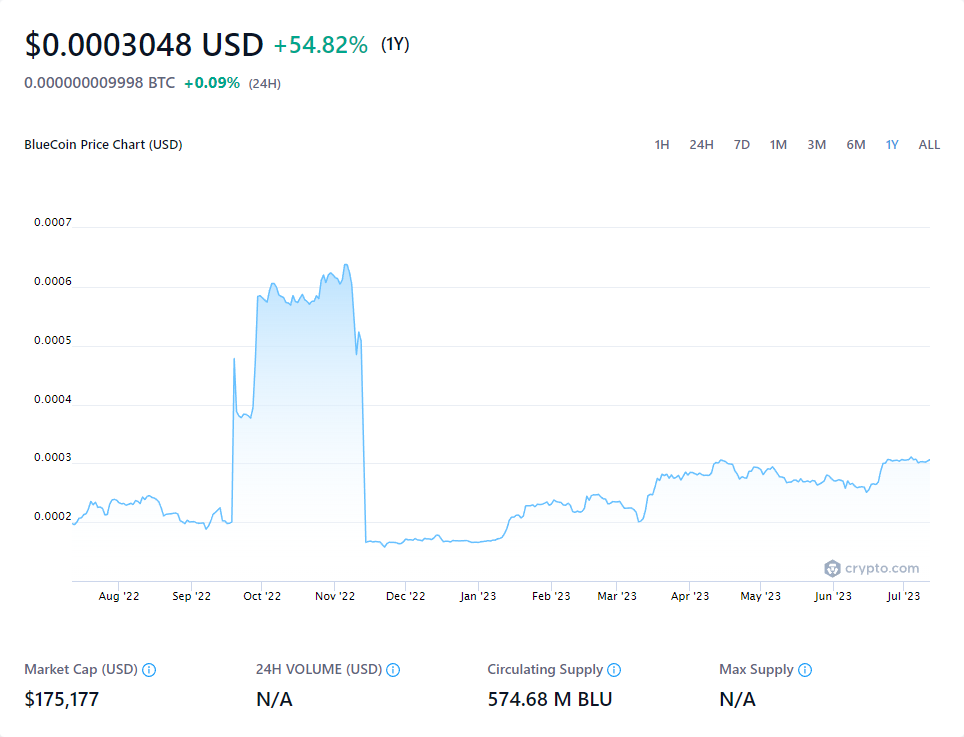 $0.0003048 USD +54.82% (1Y)
0.000000009998 BTC +0.09% (24H)
BlueCoin Price Chart (USD) 1H 24H 7D 1M 3M 6M 1Y ALL
0.0007
0.0006
0.0005
0.0004
0.0003
0.0002
crypto.com
Aug '22 Sep '22 Oct '22 Nov '22 Dec '22 Jan '23 Feb '23 Mar '23 Apr '23 May '23 Jun '23 Jul '23
Market Cap (USD) 24H VOLUME (USD) Circulating Supply Max Supply
$175,177 N/A 574.68 M BLU N/A